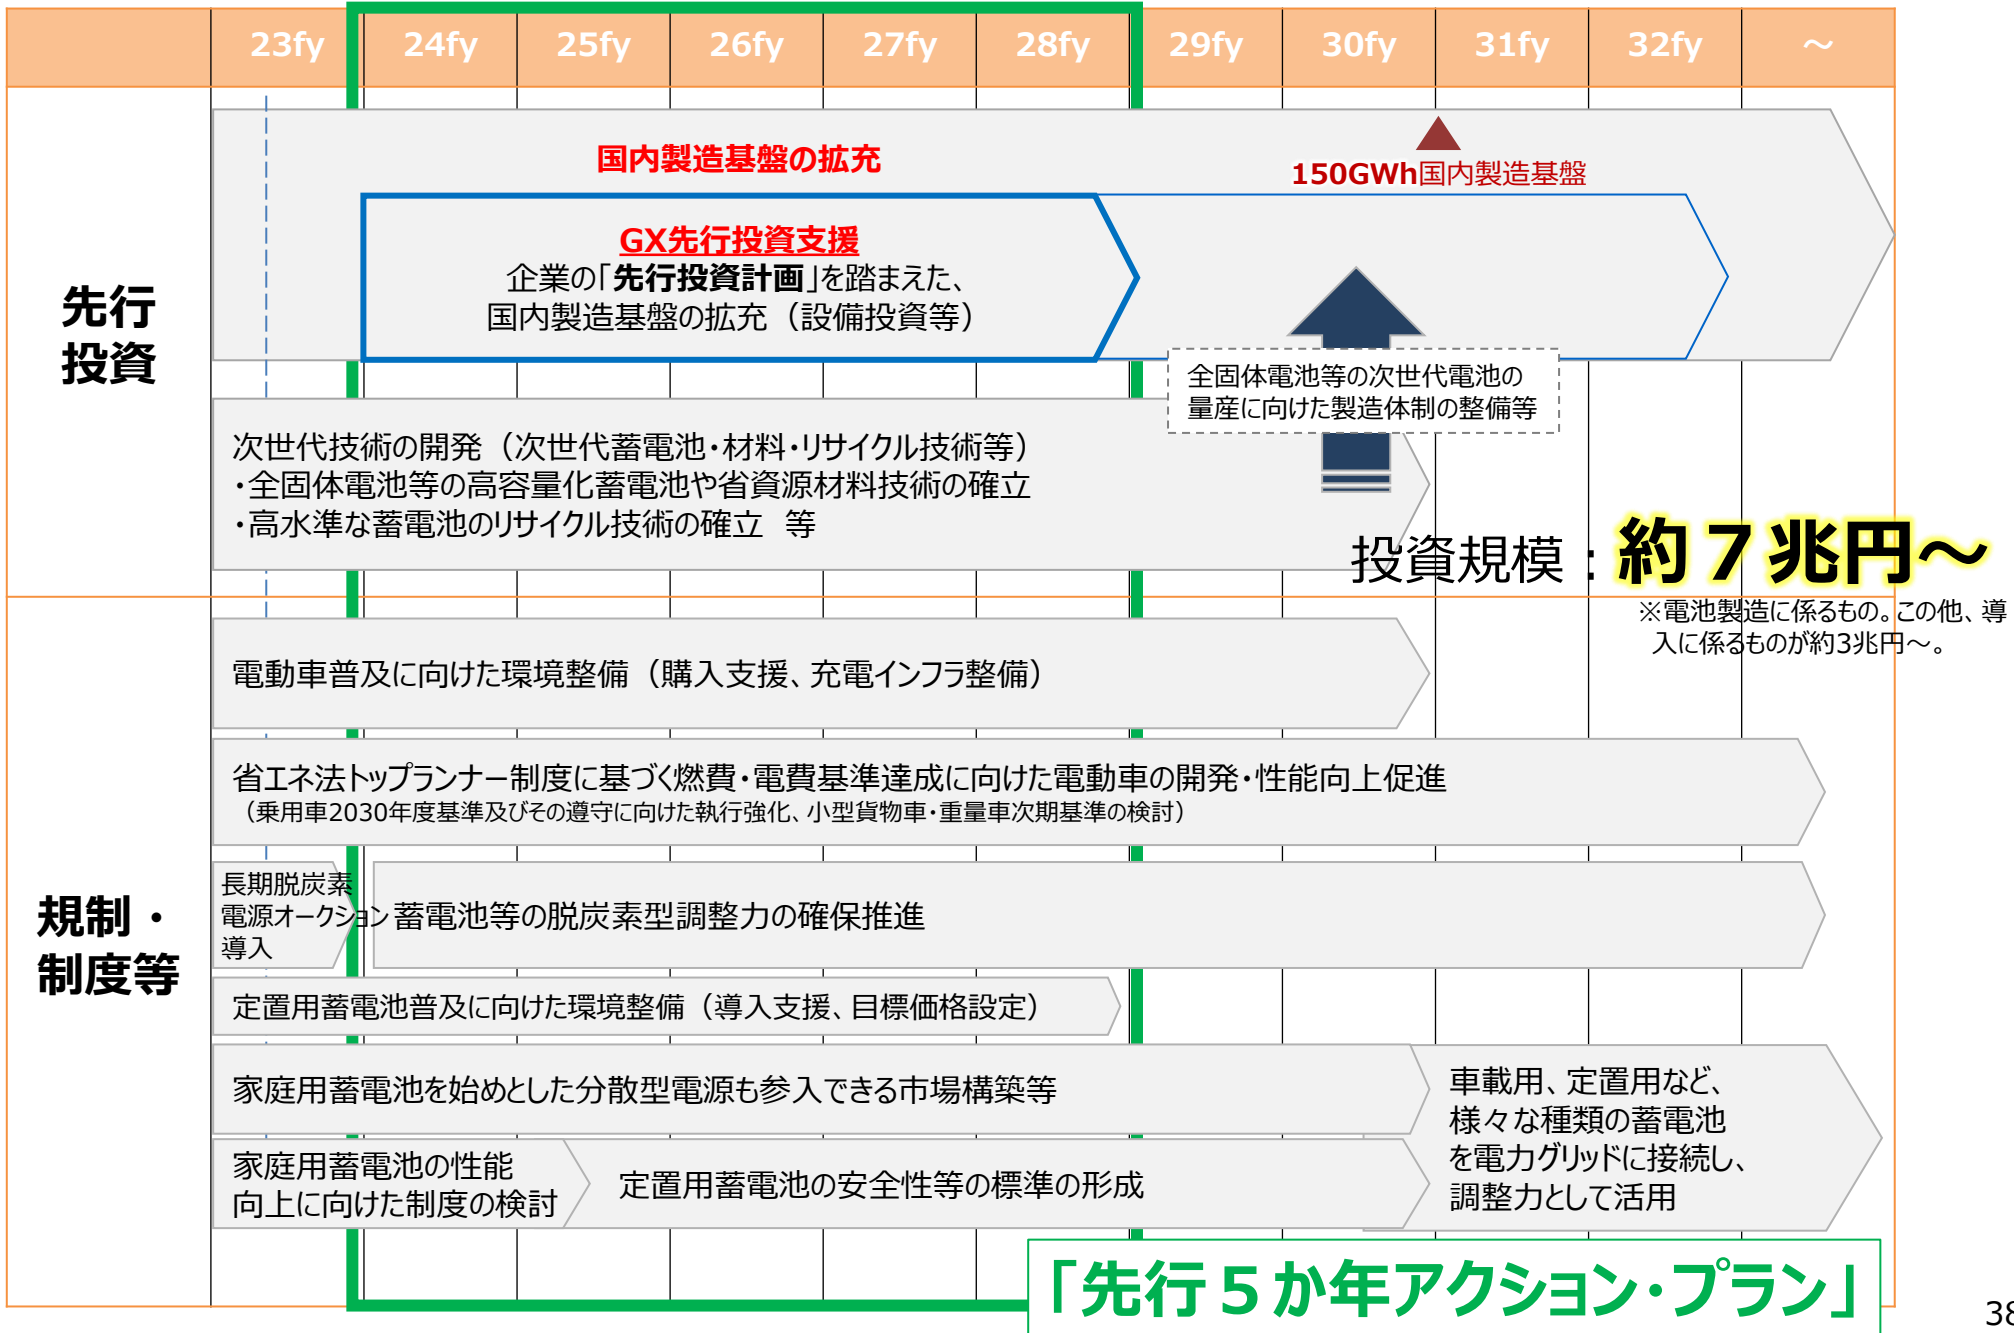 23fy 24fy 25fy 26fy 27fy 28fy 29fy 30fy 31fy 32fy ～
先行
投資
国内製造基盤の拡充
150GWh国内製造基盤
GX先行投資支援
企業の「先行投資計画」を踏まえた、
国内製造基盤の拡充（設備投資等）
全固体電池等の次世代電池の
量産に向けた製造体制の整備等
次世代技術の開発（次世代蓄電池・材料・リサイクル技術等）
・全固体電池等の高容量化蓄電池や省資源材料技術の確立
・高水準な蓄電池のリサイクル技術の確立　等
投資規模：約７兆円～
※電池製造に係るもの。この他、導
入に係るものが約3兆円～。
規制・
制度等
電動車普及に向けた環境整備（購入支援、充電インフラ整備）
省エネ法トップランナー制度に基づく燃費・電費基準達成に向けた電動車の開発・性能向上促進
（乗用車2030年度基準及びその遵守に向けた執行強化、小型貨物車・重量車次期基準の検討）
長期脱炭素
電源オークション
導入
蓄電池等の脱炭素型調整力の確保推進
定置用蓄電池普及に向けた環境整備（導入支援、目標価格設定）
家庭用蓄電池を始めとした分散型電源も参入できる市場構築等
家庭用蓄電池の性能
向上に向けた制度の検討
定置用蓄電池の安全性等の標準の形成
車載用、定置用など、
様々な種類の蓄電池
を電力グリッドに接続し、
調整力として活用
「先行５か年アクション・プラン」
38